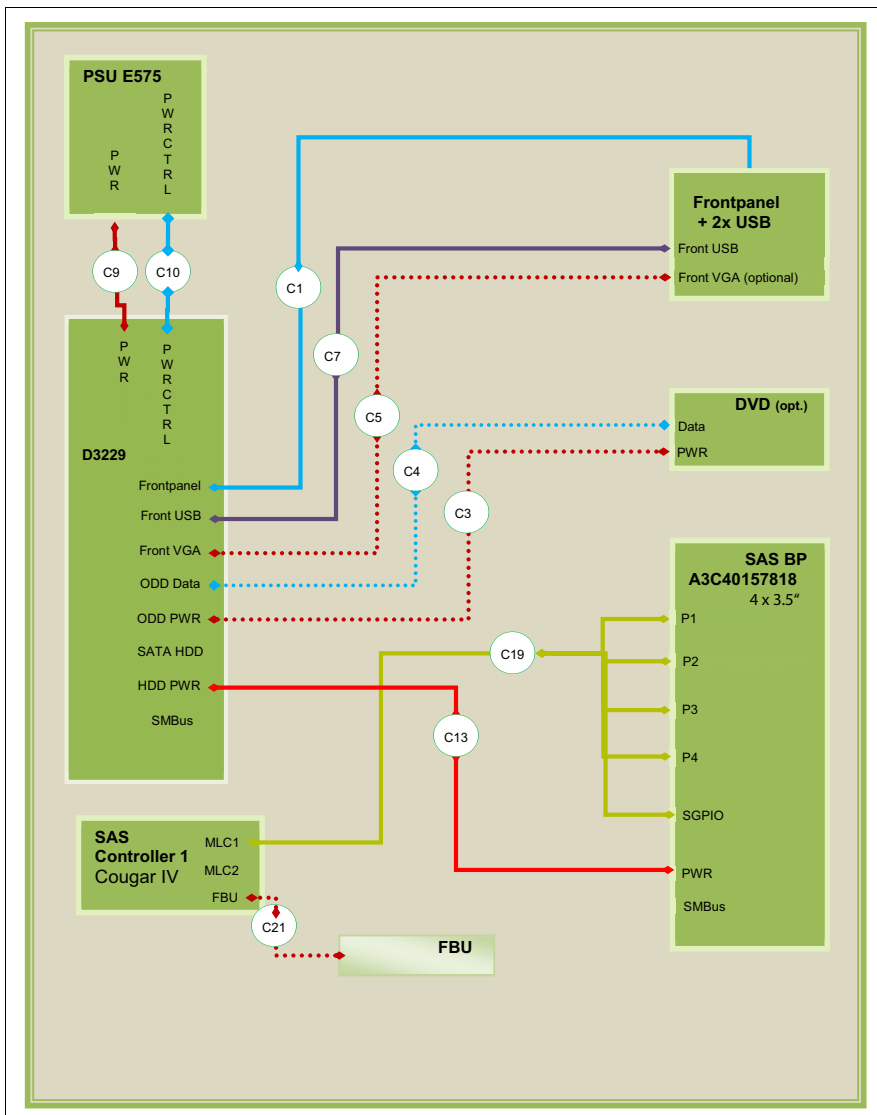 PSU E575
PWR
PWRCTRL
C9
C10
C1
Frontpanel
+ 2x USB
Front USB
Front VGA (optional)
PWR
PWRCTRL
D3229
Frontpanel
Front USB
Front VGA
ODD Data
ODD PWR
SATA HDD
HDD PWR
SMBus
C7
C5
C4
C3
DVD (opt.)
Data
PWR
SAS BP
A3C40157818
4 x 3.5“
P1
P2
P3
P4
SGPIO
PWR
SMBus
C19
C13
SAS
Controller 1
Cougar IV
MLC1
MLC2
FBU
C21
FBU